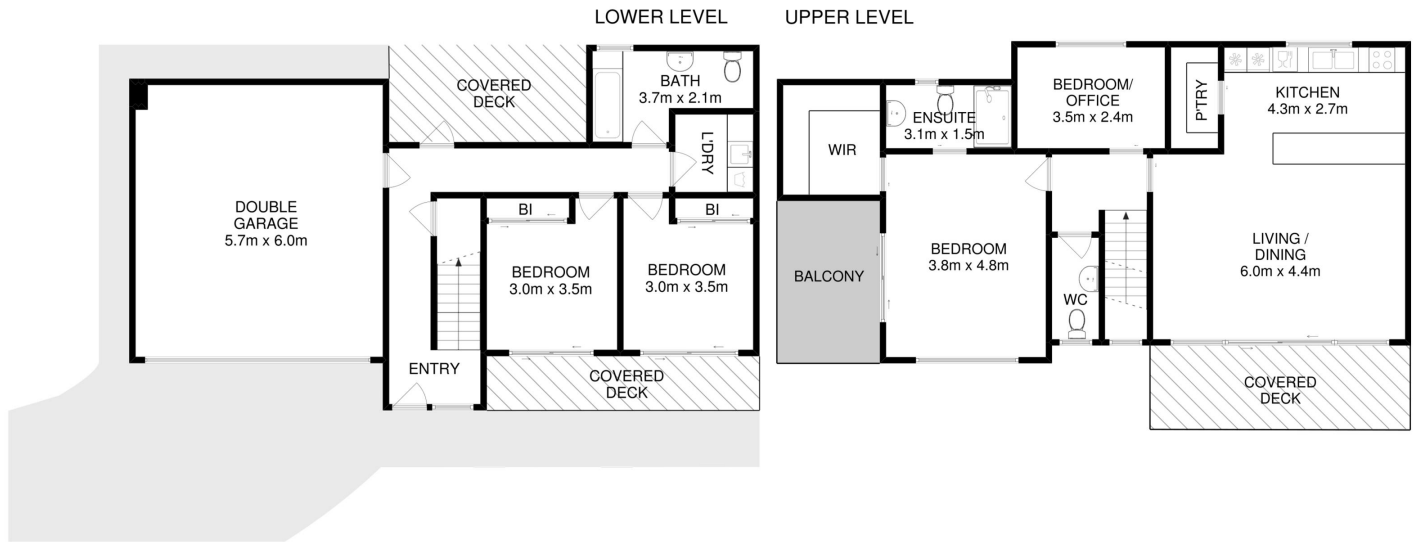 LOWER LEVEL
COVERED
DECK
BATH
3.7m x 2.1m
L'DRY
DOUBLE
GARAGE
5.7m x 6.0m
BI
BI
BEDROOM
3.0m x 3.5m
BEDROOM
3.0m x 3.5m
ENTRY
COVERED
DECK
UPPER LEVEL
WIR
ENSUITE
3.1m x 1.5m
BEDROOM/
OFFICE
3.5m x 2.4m
P'TRY
KITCHEN
4.3m x 2.7m
BALCONY
BEDROOM
3.8m x 4.8m
WC
LIVING /
DINING
6.0m x 4.4m
COVERED
DECK